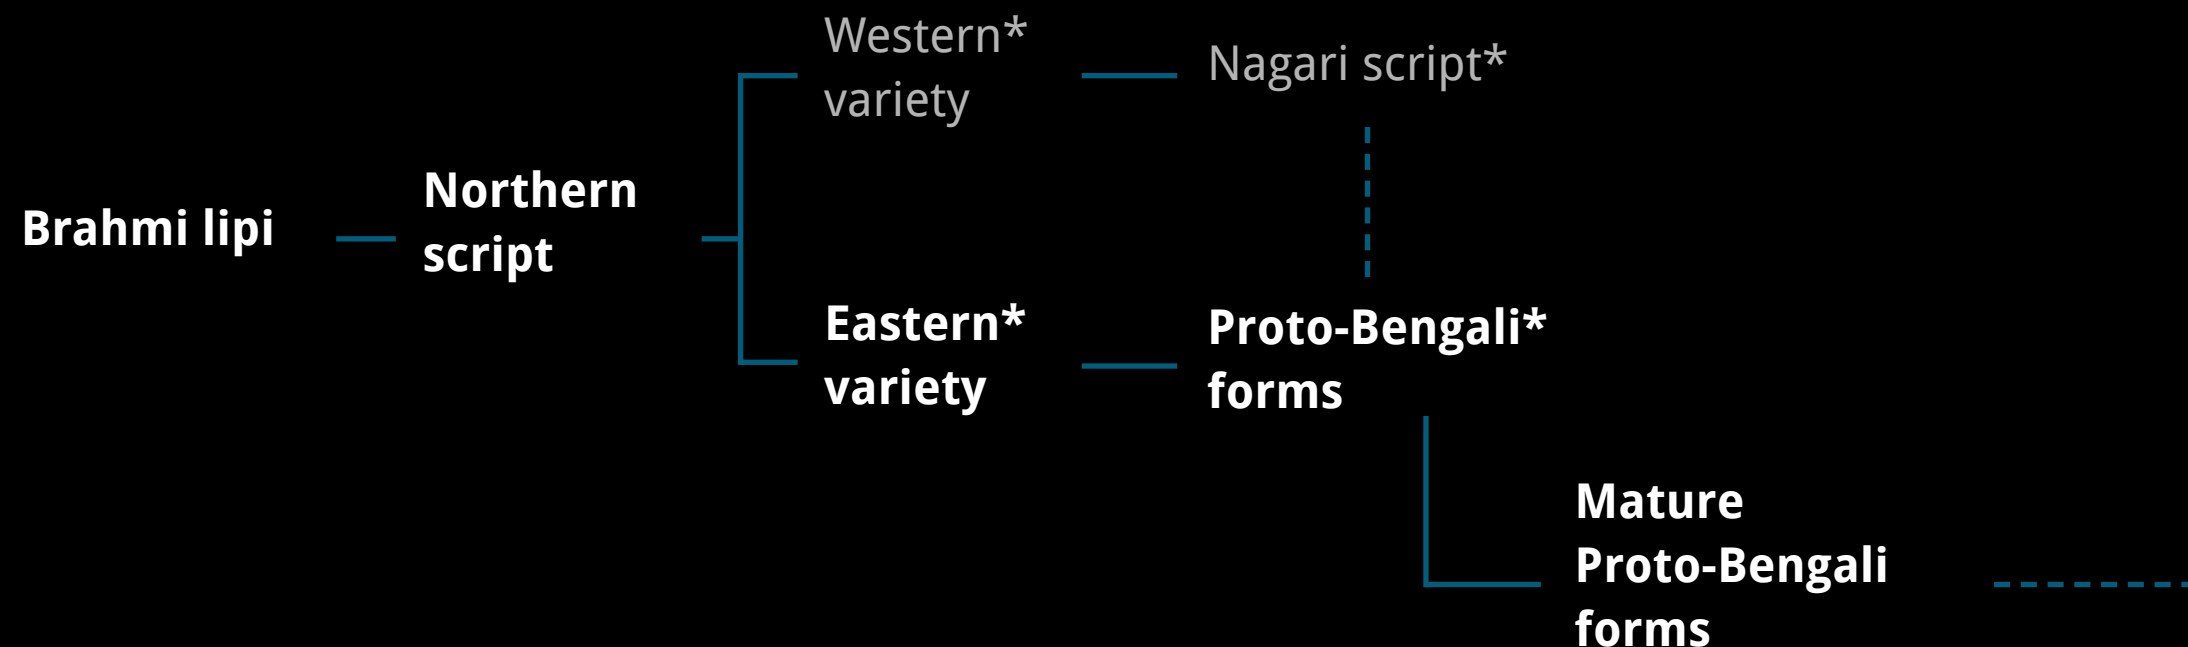 Western*
variety
Nagari script*
Brahmi lipi
Northern
script
Eastern*
variety
Proto-Bengali*
forms
Mature
Proto-Bengali
forms